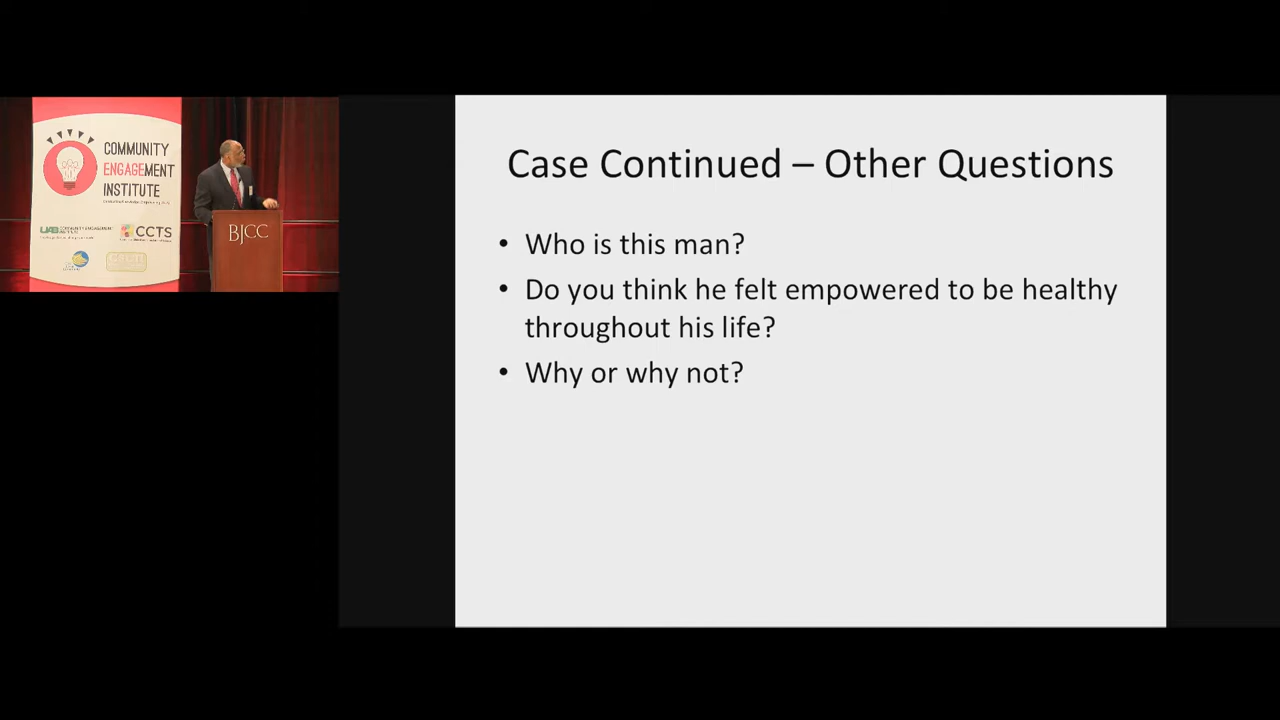 COMMUNITY
ENGAGEMENT
INSTITUTE
UAB
CCTS
BJCC
Case Continued – Other Questions
• Who is this man?
• Do you think he felt empowered to be healthy
throughout his life?
• Why or why not?